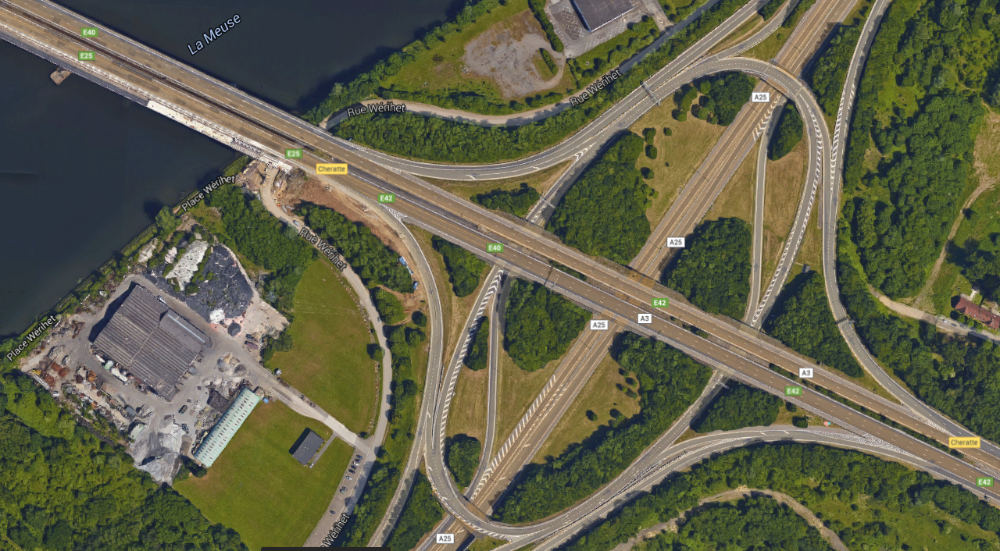 E40
La Meuse
E25
Rue Wérihet
Rue Wérihet
A25
E25
Cheratte
Place Wérihet
E42
Rue Wérihet
E40
A25
E42
A3
A25
Place Wérihet
A3
E42
Cheratte
E42
Wérihet
A25